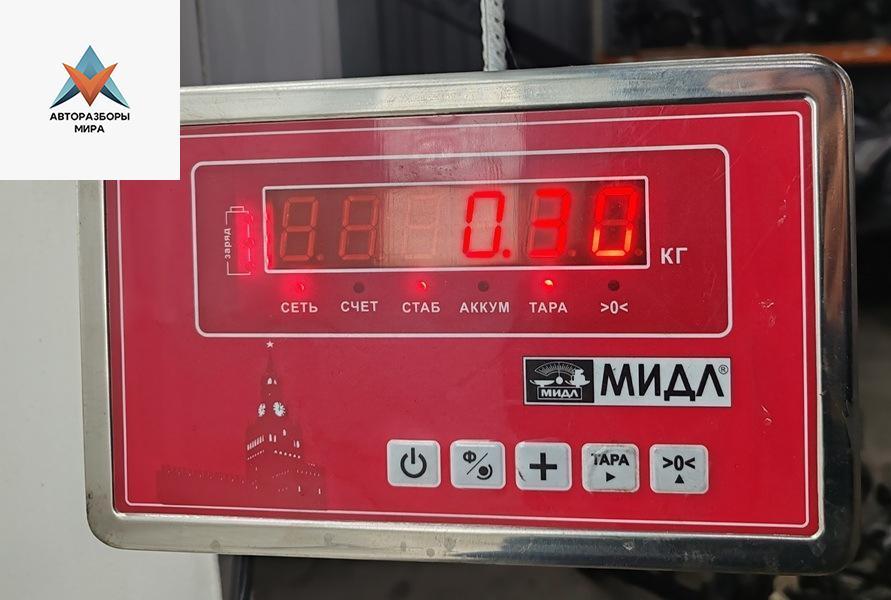 АВТОРАЗБОРЫ
МИРА
заряд
0.30
КГ
СЕТЬ СЧЕТ СТАБ АККУМ ТАРА >0<
МИДЛ
МИДЛ®
Ф/
ТАРА
>0<